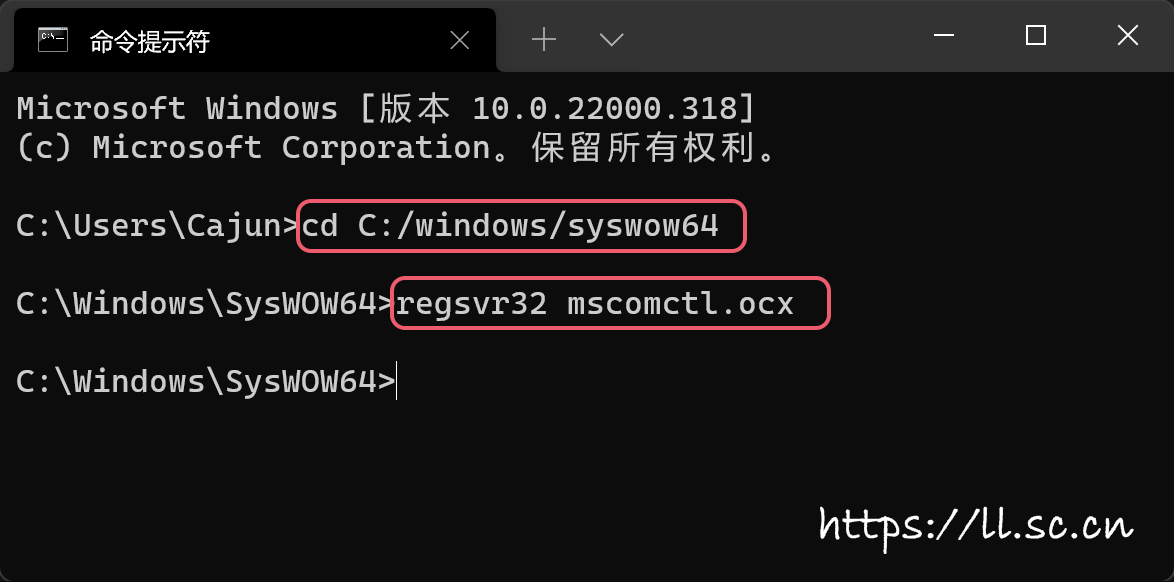 命令提示符
Microsoft Windows [版本 10.0.22000.318]
(c) Microsoft Corporation。保留所有权利。
C:\Users\Cajun>cd C:/windows/syswow64
C:\Windows\SysWOW64>regsvr32 mscomctl.ocx
C:\Windows\SysWOW64>
https://ll.sc.cn